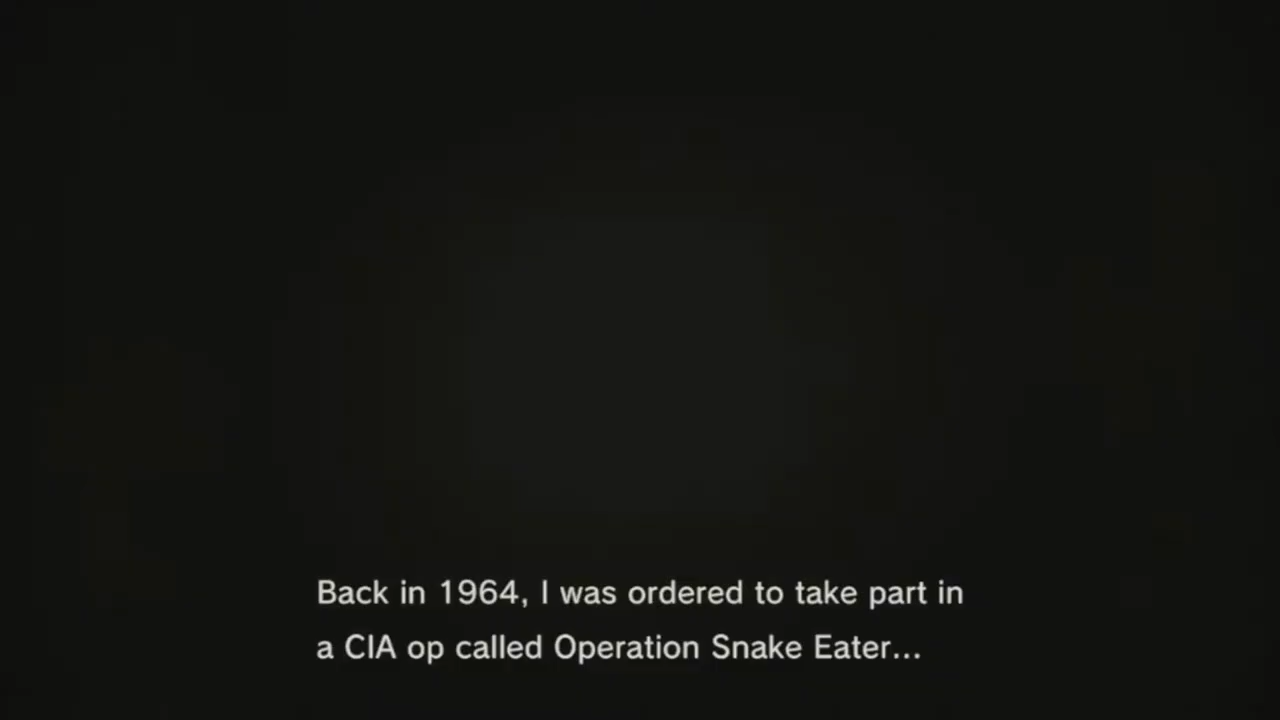 Back in 1964, I was ordered to take part in
a CIA op called Operation Snake Eater...